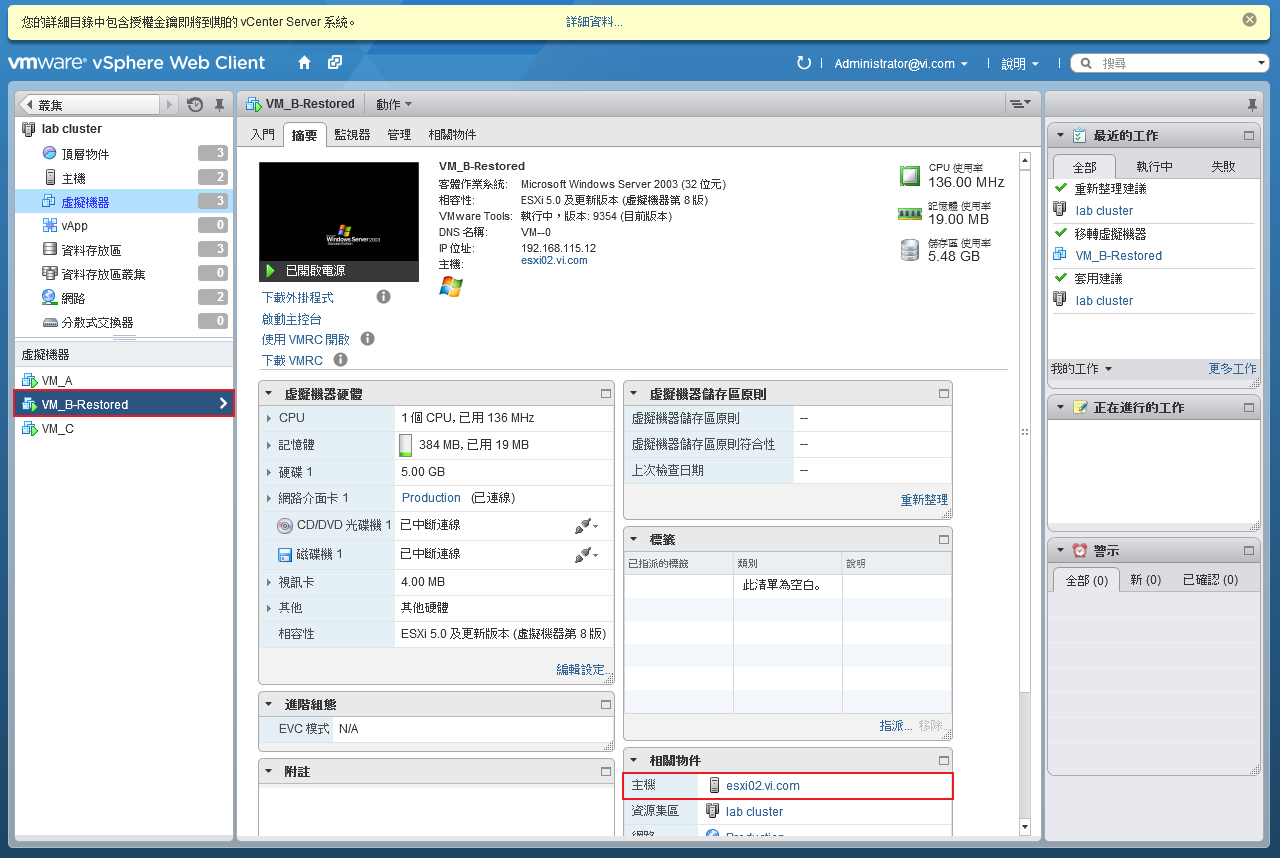 您的詳細目錄中包含授權金鑰即將到期的 vCenter Server 系統。 詳細資料...
vmware® vSphere Web Client
Administrator@vi.com
說明
搜尋
叢集
lab cluster
頂層物件 3
主機 2
虛擬機器 3
vApp 0
資料存放區 3
資料存放區叢集 0
網路 2
分散式交換器 0
虛擬機器
VM_A
VM_B-Restored
VM_C
VM_B-Restored 動作
入門 摘要 監視器 管理 相關物件
Windows Server 2003
已開啟電源
下載外掛程式
啟動主控台
使用 VMRC 開啟
下載 VMRC
VM_B-Restored
客體作業系統: Microsoft Windows Server 2003 (32 位元)
相容性: ESXi 5.0 及更新版本 (虛擬機器第 8 版)
VMware Tools: 執行中，版本: 9354 (目前版本)
DNS 名稱: VM--0
IP 位址: 192.168.115.12
主機: esxi02.vi.com
CPU 使用率
136.00 MHz
記憶體 使用率
19.00 MB
儲存區 使用率
5.48 GB
虛擬機器硬體
CPU 1 個 CPU, 已用 136 MHz
記憶體 384 MB, 已用 19 MB
硬碟 1 5.00 GB
網路介面卡 1 Production (已連線)
CD/DVD 光碟機 1 已中斷連線
磁碟機 1 已中斷連線
視訊卡 4.00 MB
其他 其他硬體
相容性 ESXi 5.0 及更新版本 (虛擬機器第 8 版)
編輯設定...
進階組態
EVC 模式 N/A
附註
虛擬機器儲存區原則
虛擬機器儲存區原則 --
虛擬機器儲存區原則符合性 --
上次檢查日期 --
重新整理
標籤
已指派的標籤 類別 說明
此清單為空白。
指派... 移除...
相關物件
主機 esxi02.vi.com
資源集區 lab cluster
網路 Production
最近的工作
全部 執行中 失敗
重新整理建議
lab cluster
移轉虛擬機器
VM_B-Restored
套用建議
lab cluster
我的工作 更多工作
正在進行的工作
警示
全部 (0) 新 (0) 已確認 (0)